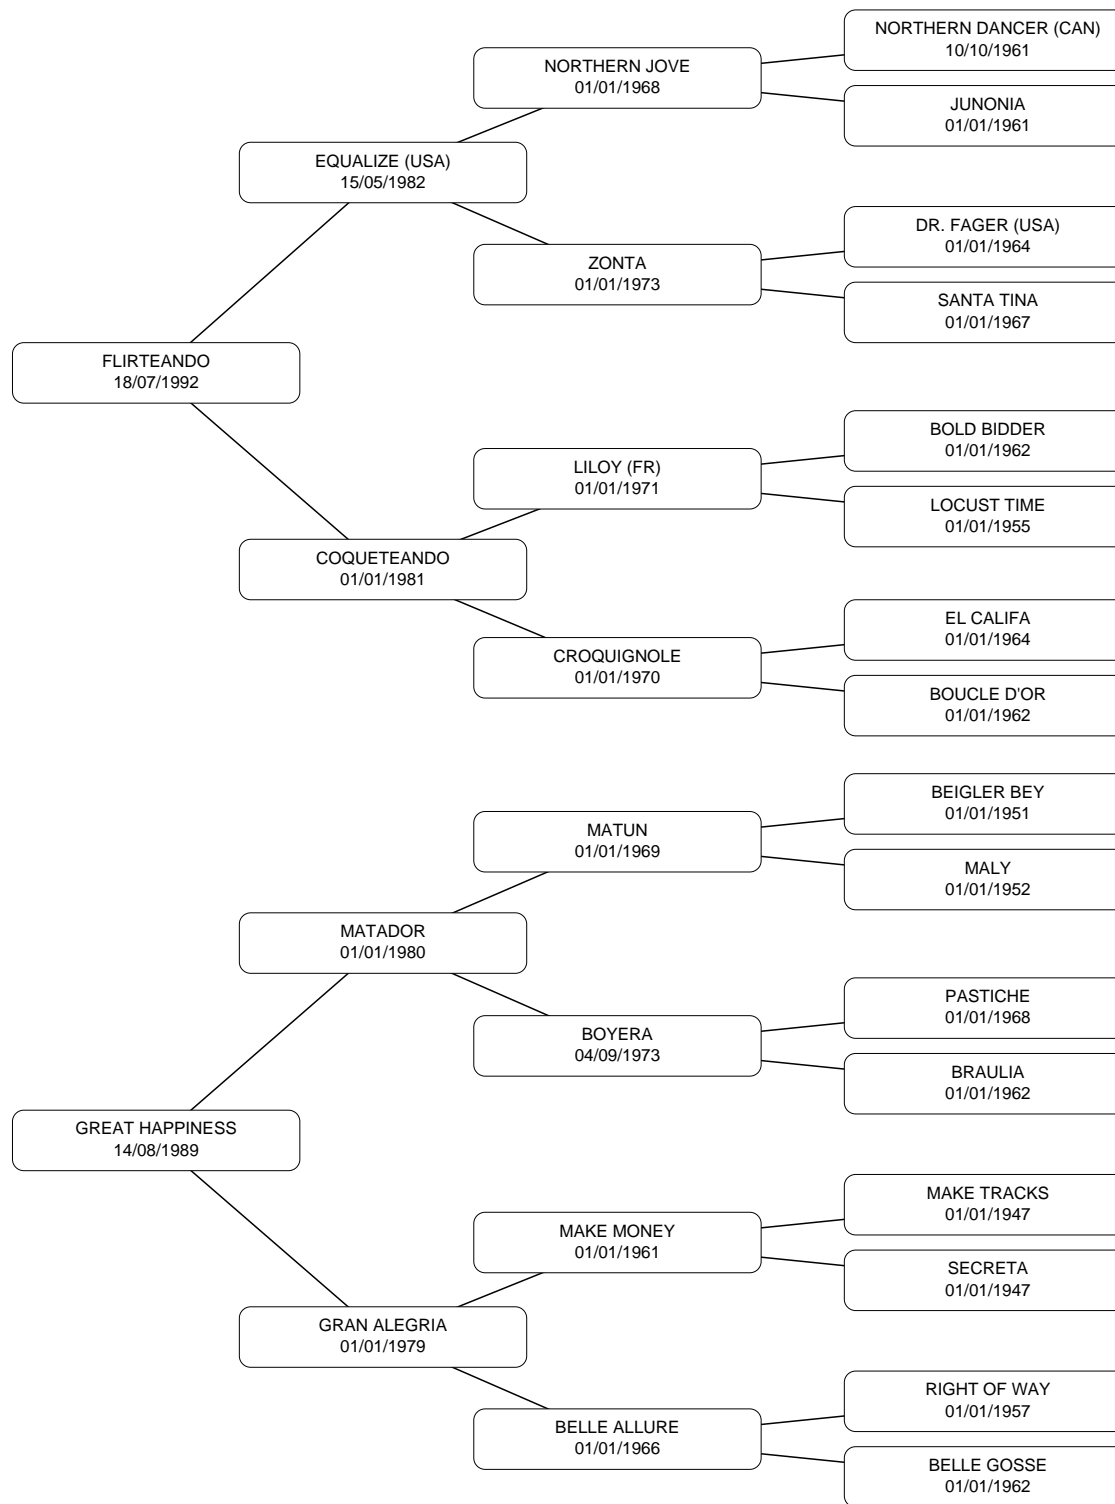 NORTHERN DANCER (CAN)
10/10/1961
NORTHERN JOVE
01/01/1968
JUNONIA
01/01/1961
EQUALIZE (USA)
15/05/1982
DR. FAGER (USA)
01/01/1964
ZONTA
01/01/1973
SANTA TINA
01/01/1967
FLIRTEANDO
18/07/1992
BOLD BIDDER
01/01/1962
LILOY (FR)
01/01/1971
LOCUST TIME
01/01/1955
COQUETEANDO
01/01/1981
EL CALIFA
01/01/1964
CROQUIGNOLE
01/01/1970
BOUCLE D'OR
01/01/1962
BEIGLER BEY
01/01/1951
MATUN
01/01/1969
MALY
01/01/1952
MATADOR
01/01/1980
PASTICHE
01/01/1968
BOYERA
04/09/1973
BRAULIA
01/01/1962
GREAT HAPPINESS
14/08/1989
MAKE TRACKS
01/01/1947
MAKE MONEY
01/01/1961
SECRETA
01/01/1947
GRAN ALEGRIA
01/01/1979
RIGHT OF WAY
01/01/1957
BELLE ALLURE
01/01/1966
BELLE GOSSE
01/01/1962